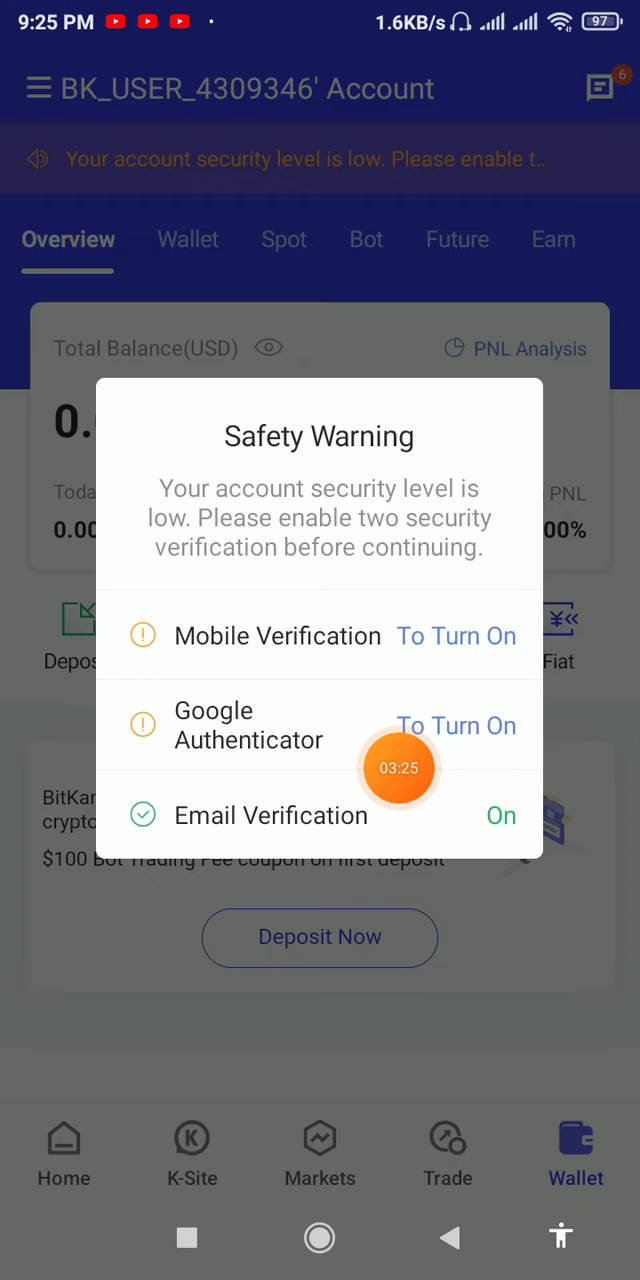 9:25 PM 1.6KB/s 97
BK_USER_4309346' Account 6
Your account security level is low. Please enable t..
Overview Wallet Spot Bot Future Earn
Total Balance(USD) PNL Analysis
0.
Safety Warning
Your account security level is
low. Please enable two security
verification before continuing.
Toda PNL
0.00 00%
Mobile Verification To Turn On
Depos Fiat
Google
Authenticator To Turn On
03:25
Email Verification On
BitKan
crypto
$100 Bot Trading Fee coupon on first deposit
Deposit Now
Home K-Site Markets Trade Wallet